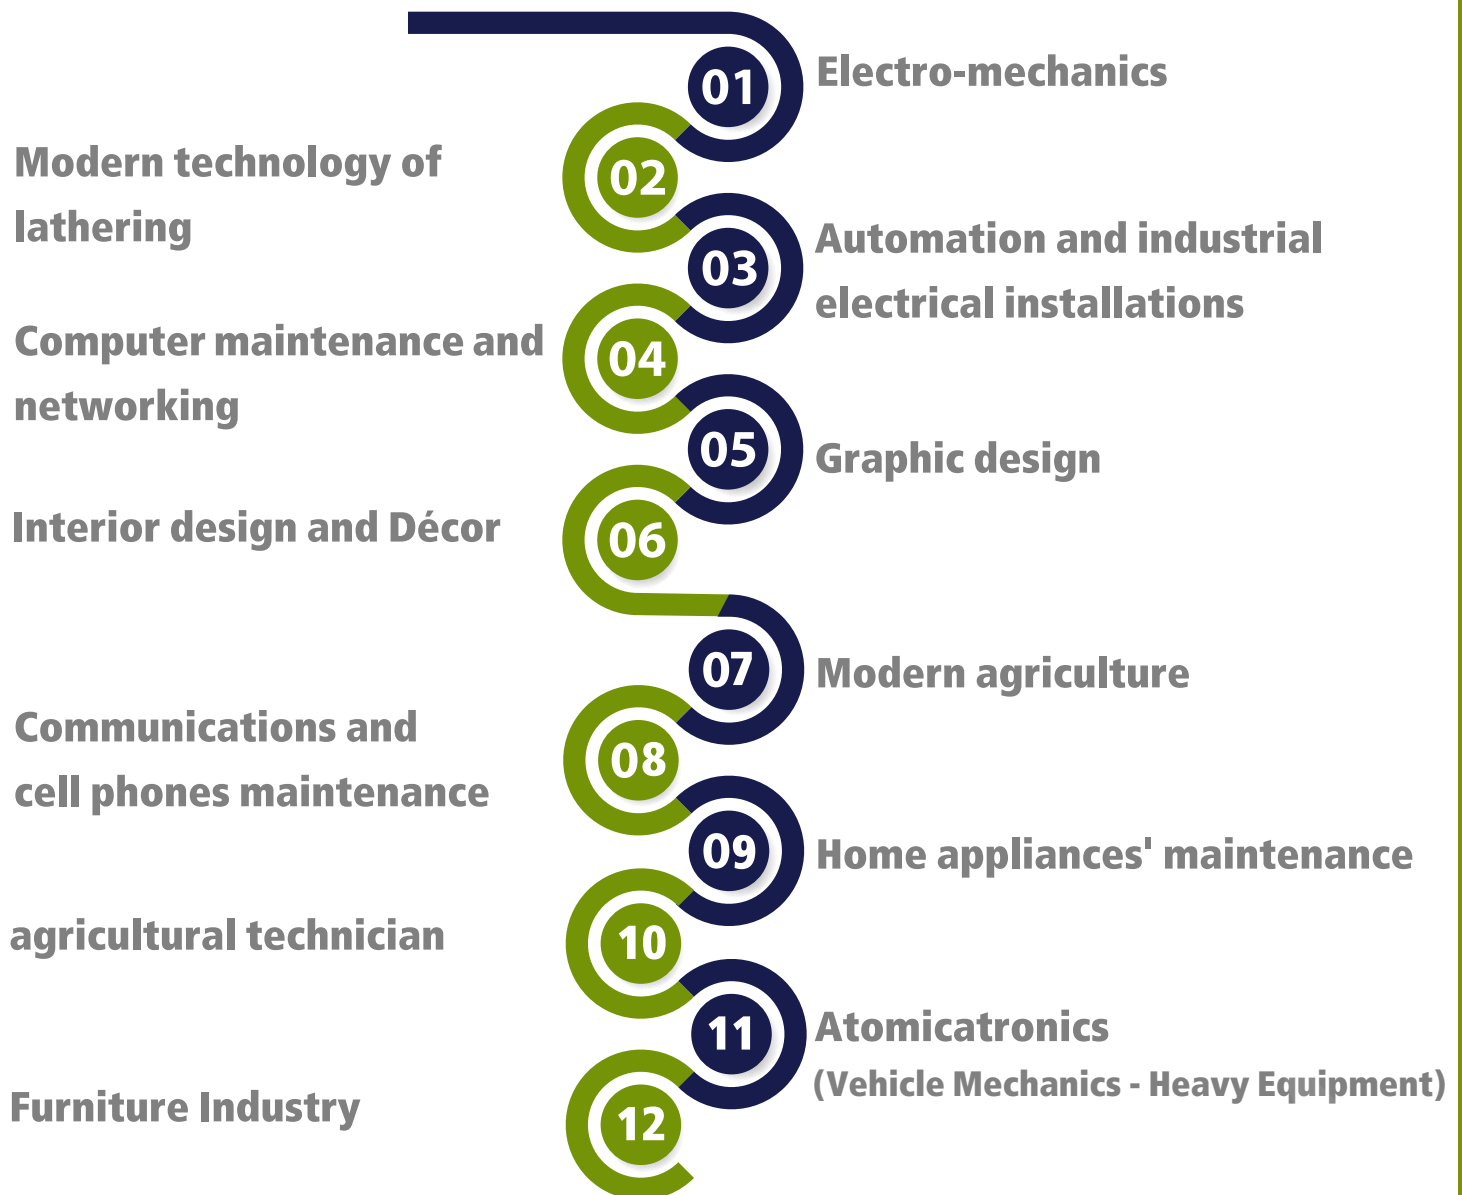 01
Electro-mechanics
02
Modern technology of
lathering
03
Automation and industrial
electrical installations
04
Computer maintenance and
networking
05
Graphic design
06
Interior design and Décor
07
Modern agriculture
08
Communications and
cell phones maintenance
09
Home appliances' maintenance
10
agricultural technician
11
Atomicatronics
(Vehicle Mechanics - Heavy Equipment)
12
Furniture Industry